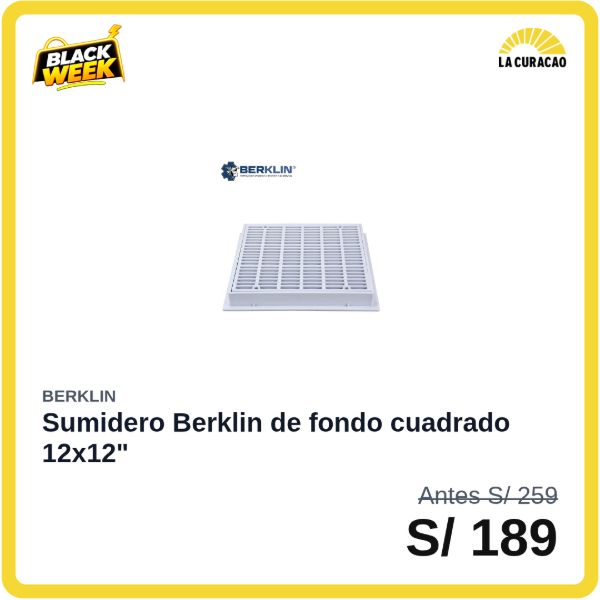 BLACK
WEEK
LA CURACAO
BERKLIN®
BERKLIN
Sumidero Berklin de fondo cuadrado
12x12"
Antes S/ 259
S/ 189